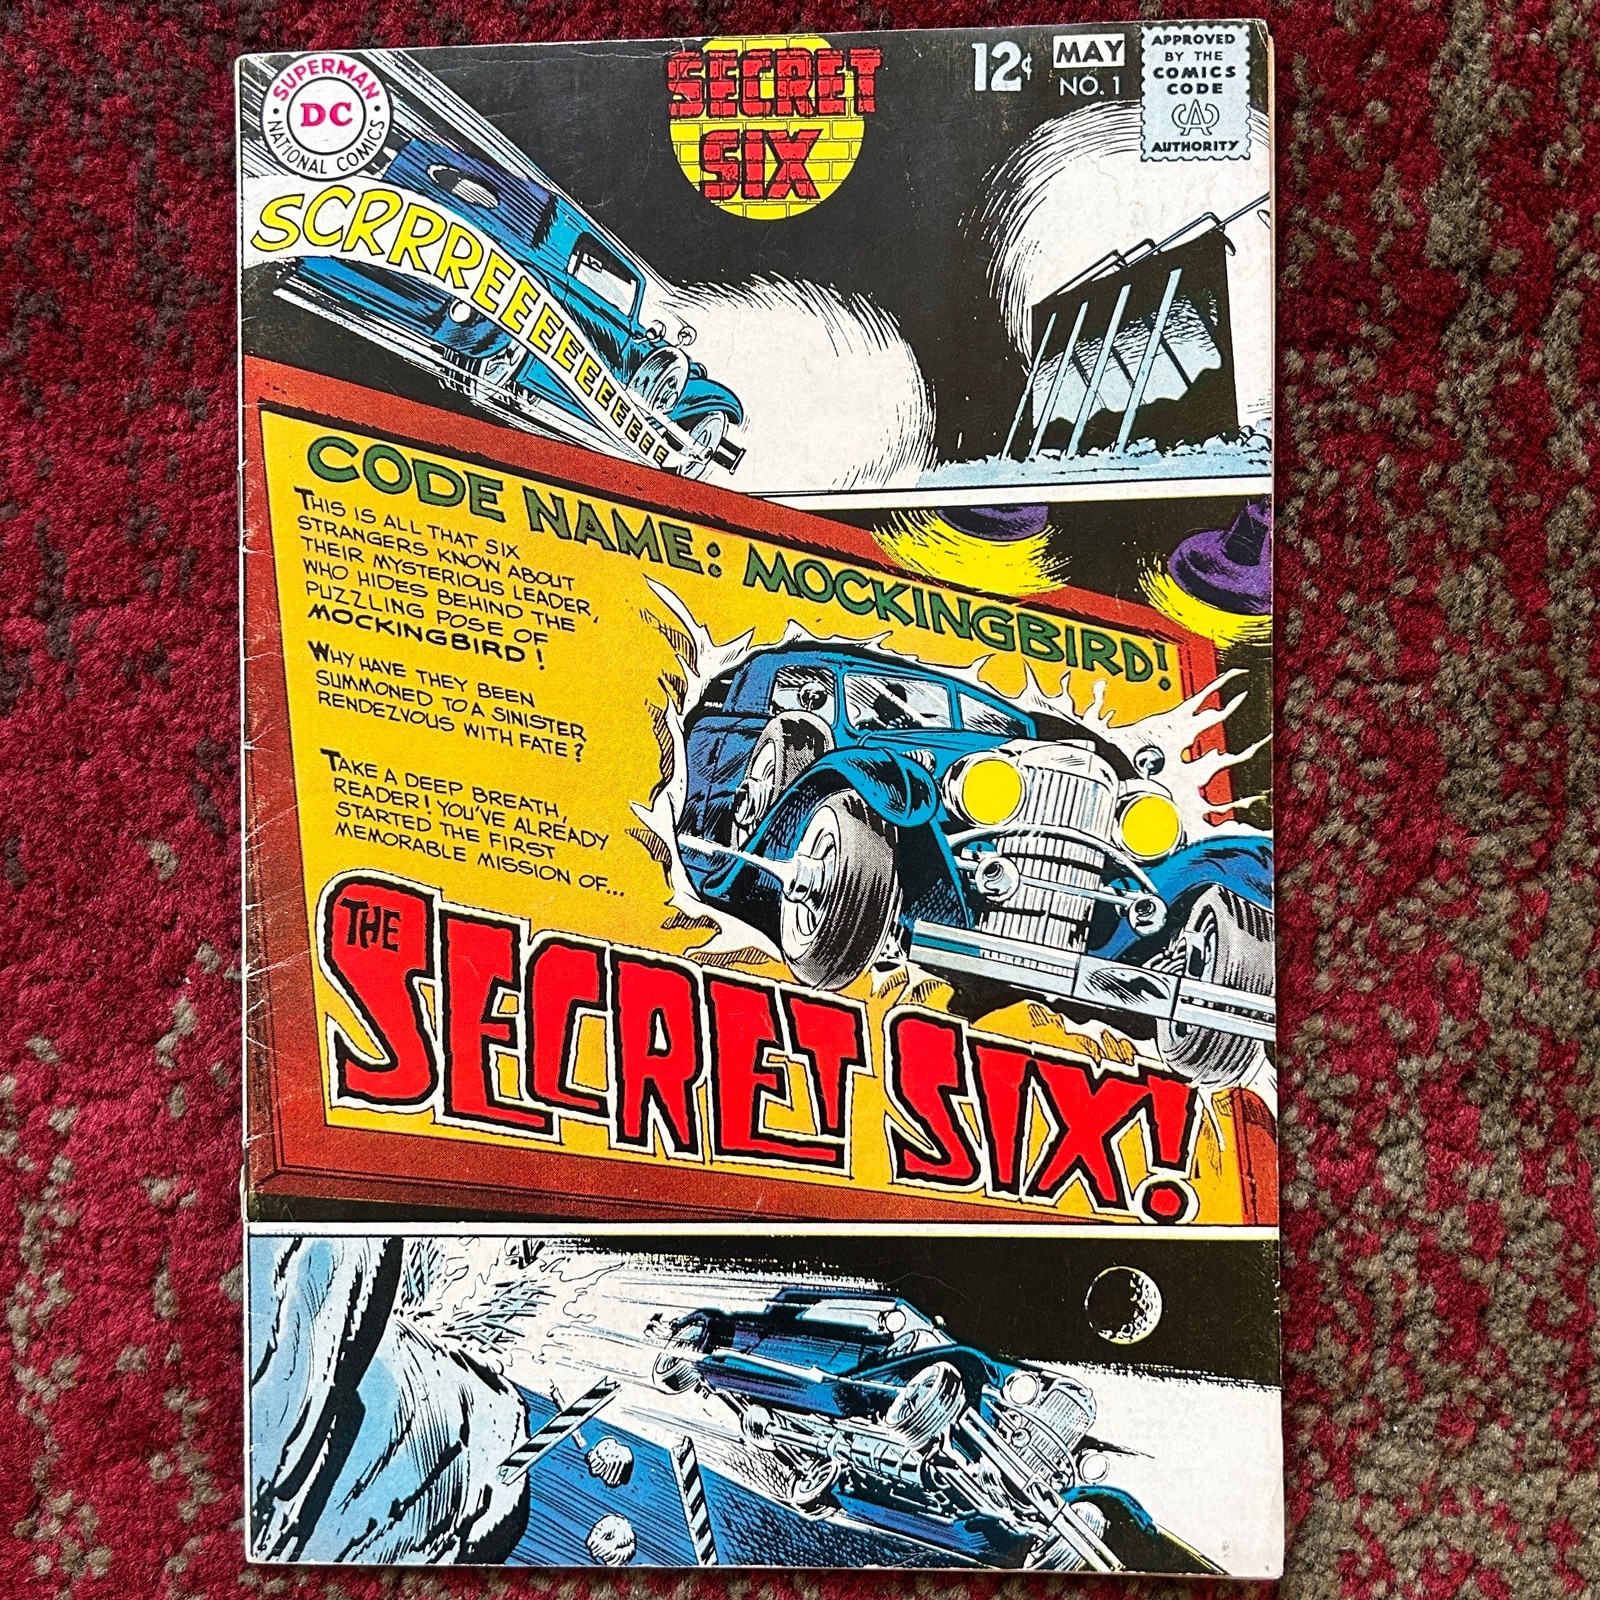 SUPERMAN
DC
NATIONAL COMICS
SECRET
SIX
12¢
MAY
NO. 1
APPROVED
BY THE
COMICS
CODE
CA
AUTHORITY
SCRRREEEEEEEEEEEEEEE
CODE NAME: MOCKINGBIRD!
THIS IS ALL THAT SIX
STRANGERS KNOW ABOUT
THEIR MYSTERIOUS LEADER,
WHO HIDES BEHIND THE
PUZZLING POSE OF
MOCKINGBIRD!
WHY HAVE THEY BEEN
SUMMONED TO A SINISTER
RENDEZVOUS WITH FATE?
TAKE A DEEP BREATH,
READER! YOU'VE ALREADY
STARTED THE FIRST
MEMORABLE MISSION OF...
THE
SECRET SIX!